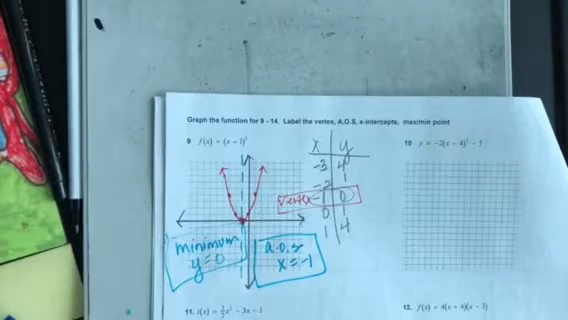 Graph the function for 9 - 14. Label the vertex, A.O.S, x-intercepts, max/min point
9 f(x) = (x + 1)²
x y
-3 4
-2 1
vertex -1 0
0 1
1 4
minimum
y = 0
a.o.s
x = -1
10 y = -2(x - 4)² - 5
12. f(x) = 4(x + 4)(x - 3)